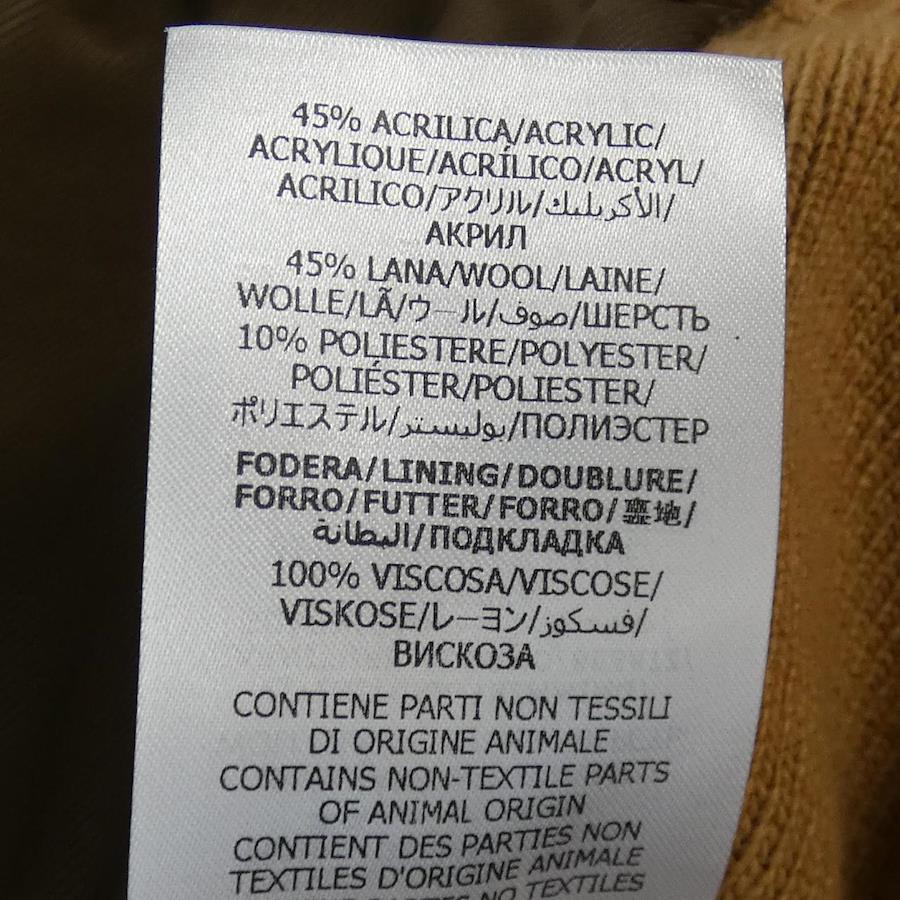 45% ACRILICA/ACRYLIC/
ACRYLIQUE/ACRÍLICO/ACRYL/
ACRILICO/アクリル/الأكريليك/
АКРИЛ
45% LANA/WOOL/LAINE/
WOLLE/LÃ/ウール/صوف/ШЕРСТЬ
10% POLIESTERE/POLYESTER/
POLIÉSTER/POLIESTER/
ポリエステル/بوليستر/ПОЛИЭСТЕР
FODERA/LINING/DOUBLURE/
FORRO/FUTTER/FORRO/裏地/
البطانة/ПОДКЛАДКА
100% VISCOSA/VISCOSE/
VISKOSE/レーヨン/فسكوز/
ВИСКОЗА
CONTIENE PARTI NON TESSILI
DI ORIGINE ANIMALE
CONTAINS NON-TEXTILE PARTS
OF ANIMAL ORIGIN
CONTIENT DES PARTIES NON
TEXTILES D'ORIGINE ANIMALE
PARTES NO TEXTILES